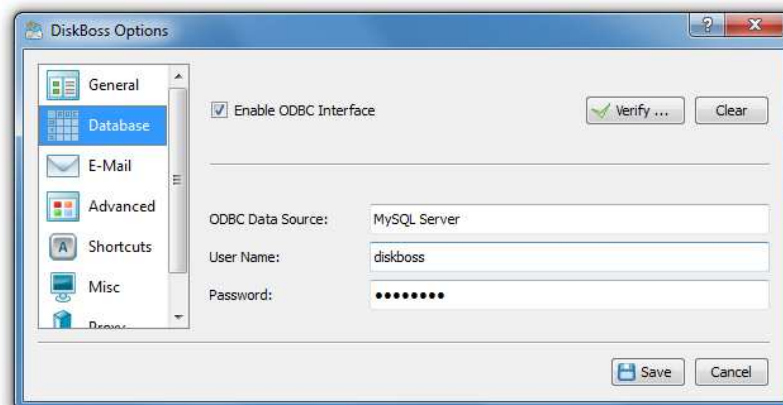 DiskBoss Options
General
Database
E-Mail
Advanced
Shortcuts
Misc
Proxy
Enable ODBC Interface
Verify ...
Clear
ODBC Data Source: MySQL Server
User Name: diskboss
Password: ●●●●●●●●
Save
Cancel